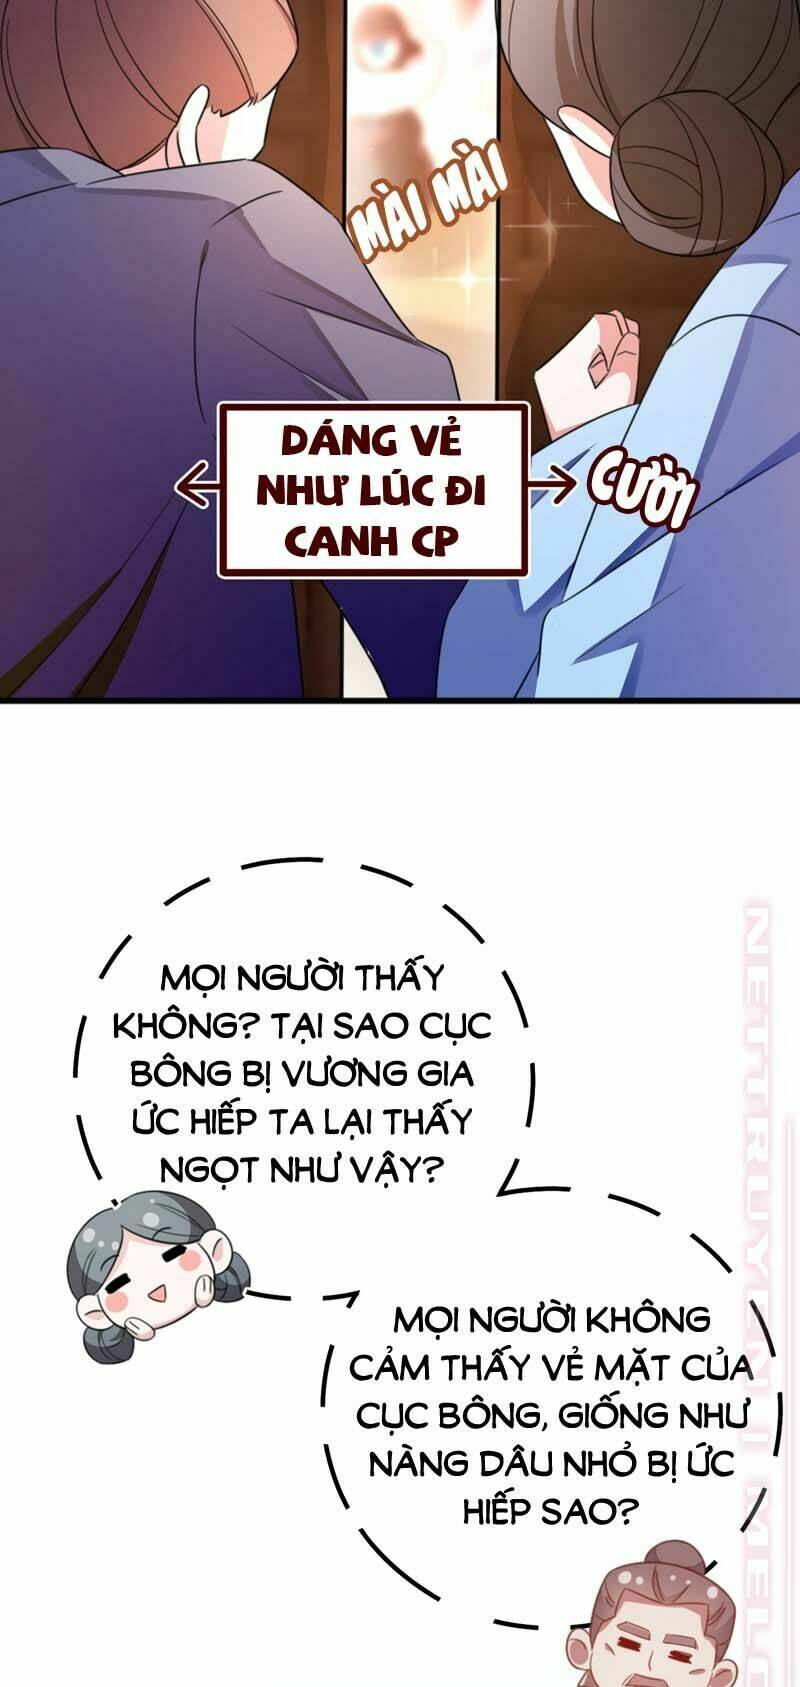 MÀI MÀI
DÁNG VẺ
NHƯ LÚC ĐI
CANH CP
CƯỜI
MỌI NGƯỜI THẤY
KHÔNG? TẠI SAO CỤC
BÔNG BỊ VƯƠNG GIA
ỨC HIẾP TA LẠI THẤY
NGỌT NHƯ VẬY?
MỌI NGƯỜI KHÔNG
CẢM THẤY VẺ MẶT CỦA
CỤC BÔNG, GIỐNG NHƯ
NÀNG DÂU NHỎ BỊ ỨC
HIẾP SAO?
NETTRUYEN | MELO